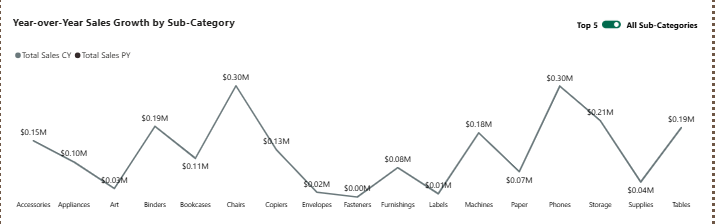 Year-over-Year Sales Growth by Sub-Category
Top 5 All Sub-Categories
Total Sales CY Total Sales PY
$0.15M $0.10M $0.03M $0.19M $0.11M $0.30M $0.13M $0.02M $0.00M $0.08M $0.01M $0.18M $0.07M $0.30M $0.21M $0.04M $0.19M
Accessories Appliances Art Binders Bookcases Chairs Copiers Envelopes Fasteners Furnishings Labels Machines Paper Phones Storage Supplies Tables